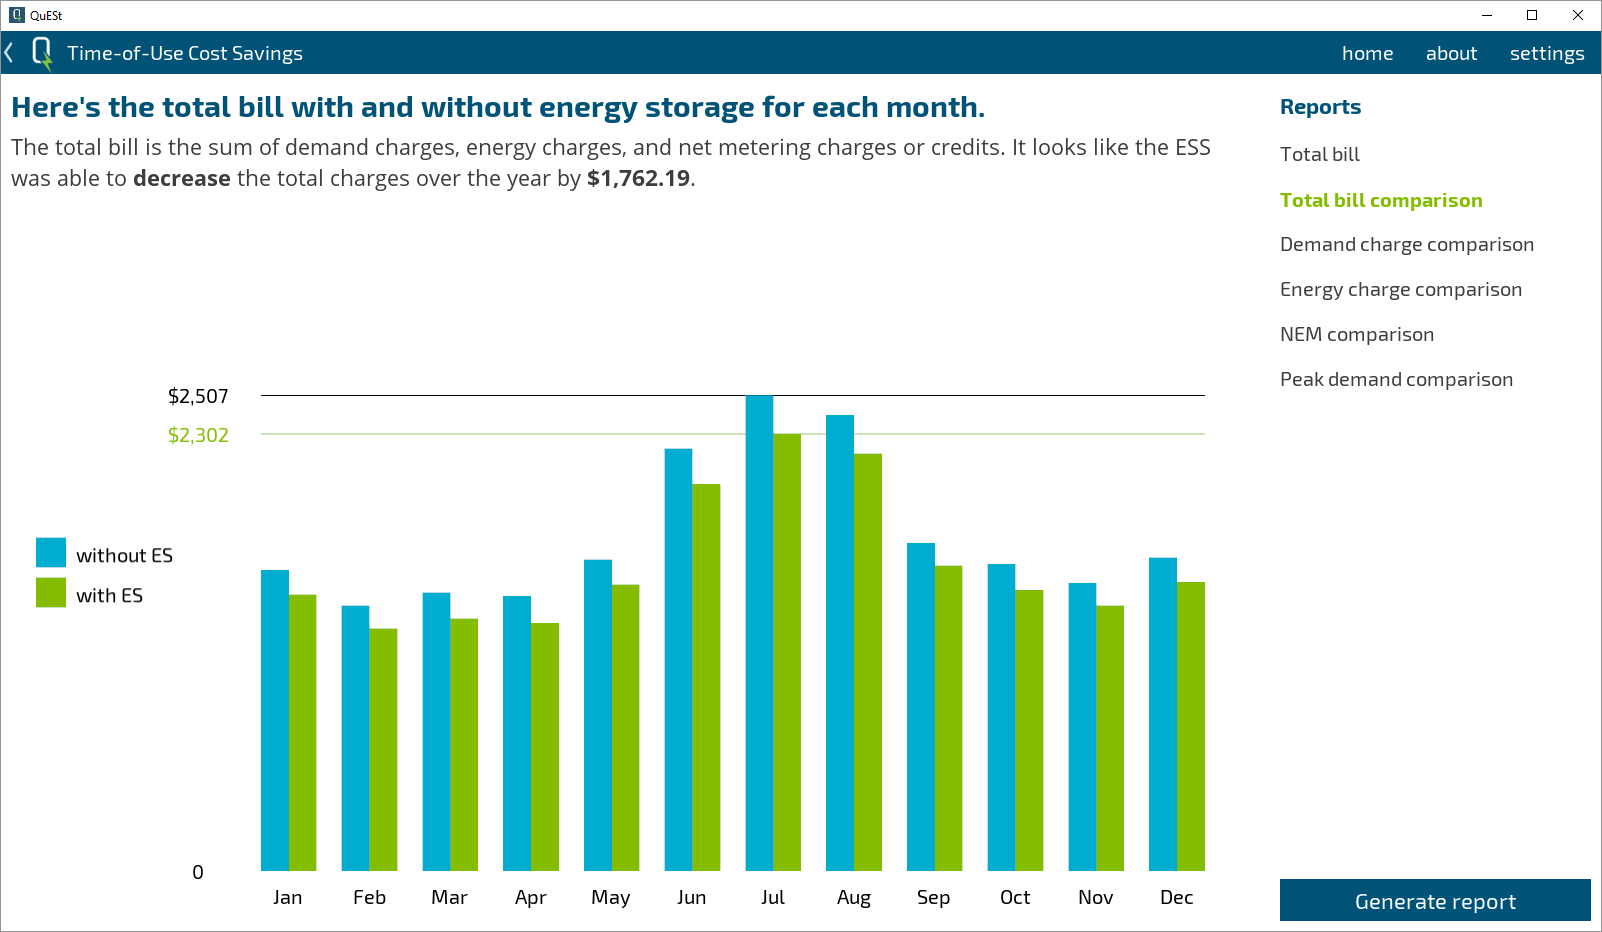 QuESt
Time-of-Use Cost Savings
home about settings
Here's the total bill with and without energy storage for each month.
The total bill is the sum of demand charges, energy charges, and net metering charges or credits. It looks like the ESS
was able to decrease the total charges over the year by $1,762.19.
Reports
Total bill
Total bill comparison
Demand charge comparison
Energy charge comparison
NEM comparison
Peak demand comparison
$2,507
$2,302
without ES
with ES
0
Jan Feb Mar Apr May Jun Jul Aug Sep Oct Nov Dec
Generate report